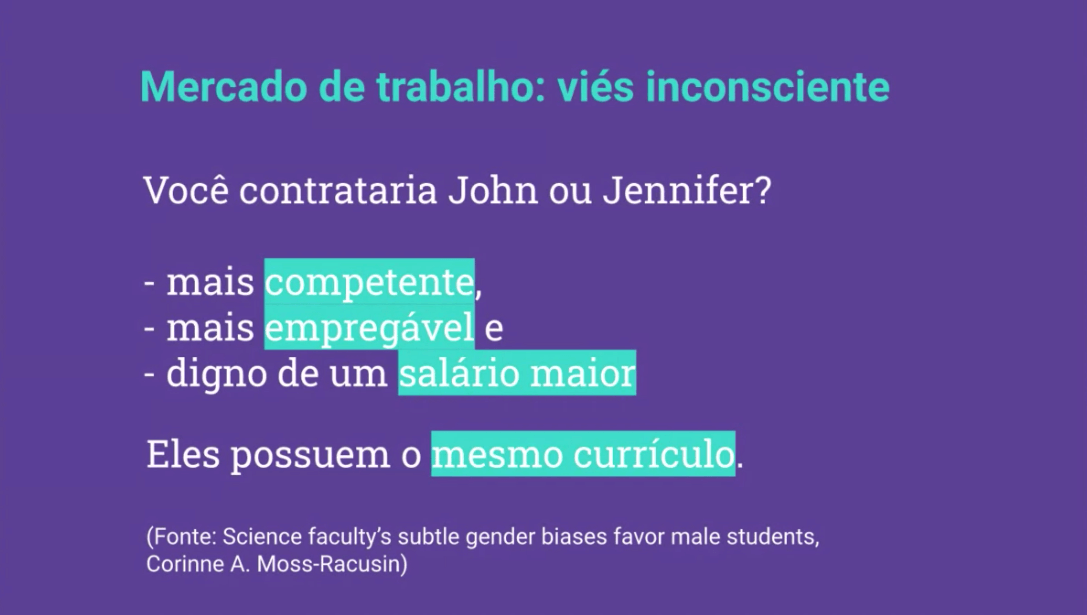 Mercado de trabalho: viés inconsciente
Você contrataria John ou Jennifer?
- mais competente,
- mais empregável e
- digno de um salário maior
Eles possuem o mesmo currículo.
(Fonte: Science faculty's subtle gender biases favor male students,
Corinne A. Moss-Racusin)